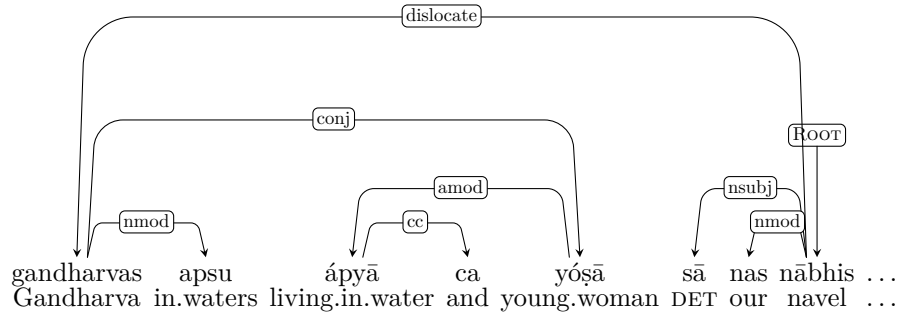 dislocate
conj
ROOT
amod
nsubj
nmod
cc
nmod
gandharvas apsu ápyā ca yóṣā sā nas nābhis ...
Gandharva in.waters living.in.water and young.woman DET our navel ...